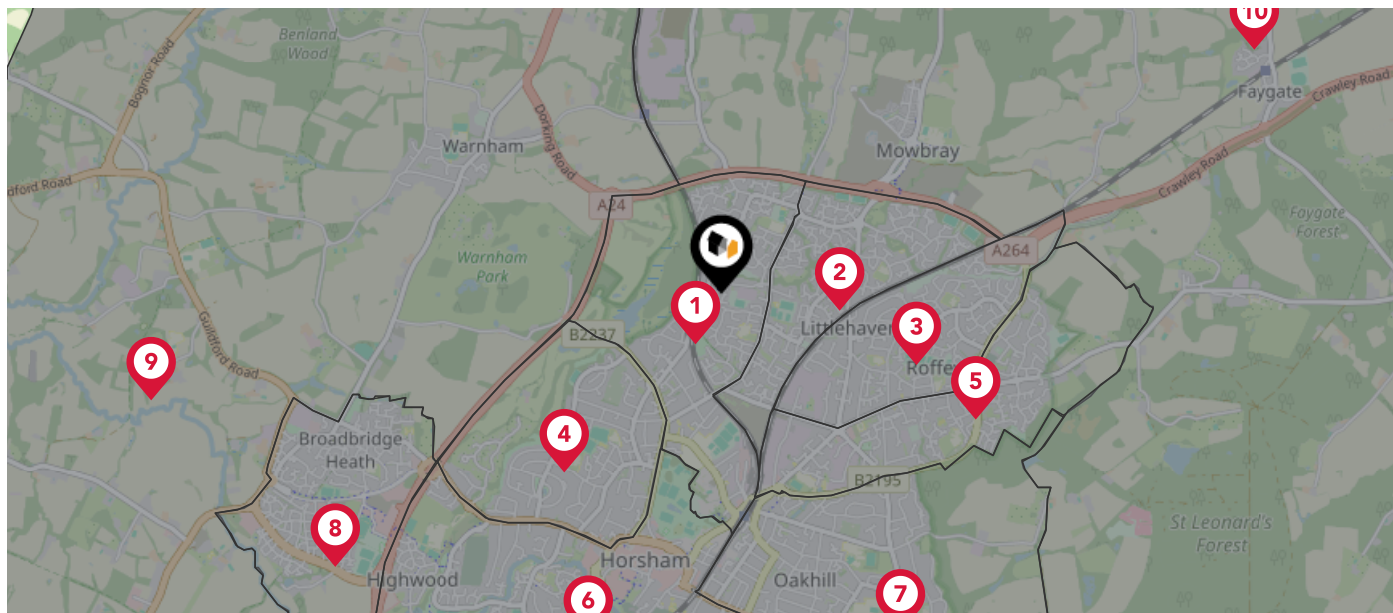 10
Benland
Wood
Bognor Road
Faygate
Crawley Road
Dorking Road
Warnham
Mowbray
Crawley Road
dford Road
A24
Faygate
Forest
Warnham
Park
A264
2
1
Littlehaven
3
B2237
Guildford Road
9
Roffey
5
4
Broadbridge
Heath
B2195
8
St Leonard's
Forest
Horsham
Highwood
Oakhill
6
7